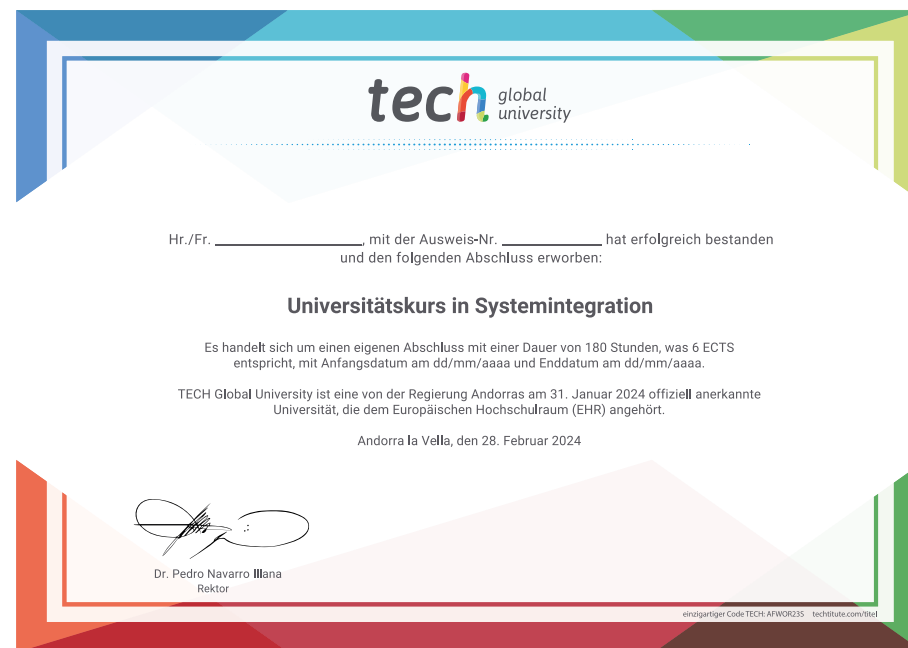 tech global university
Hr./Fr. ____________________, mit der Ausweis-Nr. ______________ hat erfolgreich bestanden
und den folgenden Abschluss erworben:
Universitätskurs in Systemintegration
Es handelt sich um einen eigenen Abschluss mit einer Dauer von 180 Stunden, was 6 ECTS
entspricht, mit Anfangsdatum am dd/mm/aaaa und Enddatum am dd/mm/aaaa.
TECH Global University ist eine von der Regierung Andorras am 31. Januar 2024 offiziell anerkannte
Universität, die dem Europäischen Hochschulraum (EHR) angehört.
Andorra la Vella, den 28. Februar 2024
Dr. Pedro Navarro Illana
Rektor
einzigartiger Code TECH: AFWOR23S techtitute.com/titel